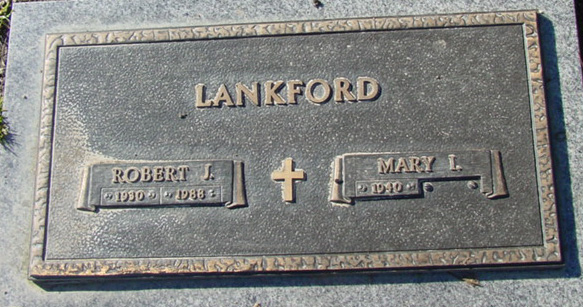 LANKFORD
ROBERT J.
1930 1988
MARY I.
1940